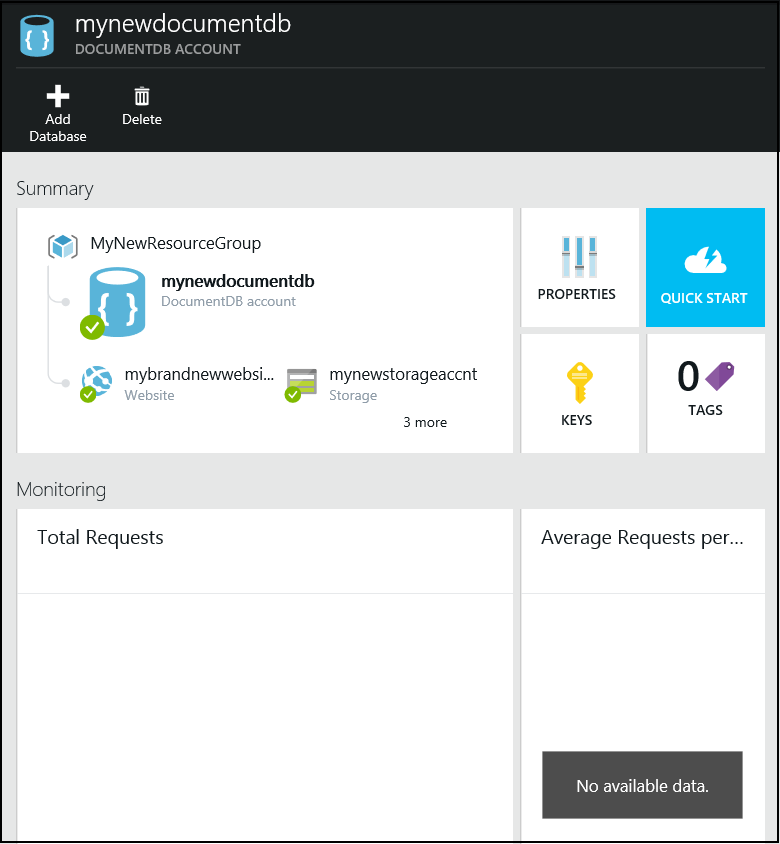 mynewdocumentdb
DOCUMENTDB ACCOUNT
Add
Database
Delete
Summary
MyNewResourceGroup
mynewdocumentdb
DocumentDB account
mybrandnewwebsi...
Website
mynewstorageaccnt
Storage
3 more
PROPERTIES
QUICK START
KEYS
0
TAGS
Monitoring
Total Requests
Average Requests per...
No available data.